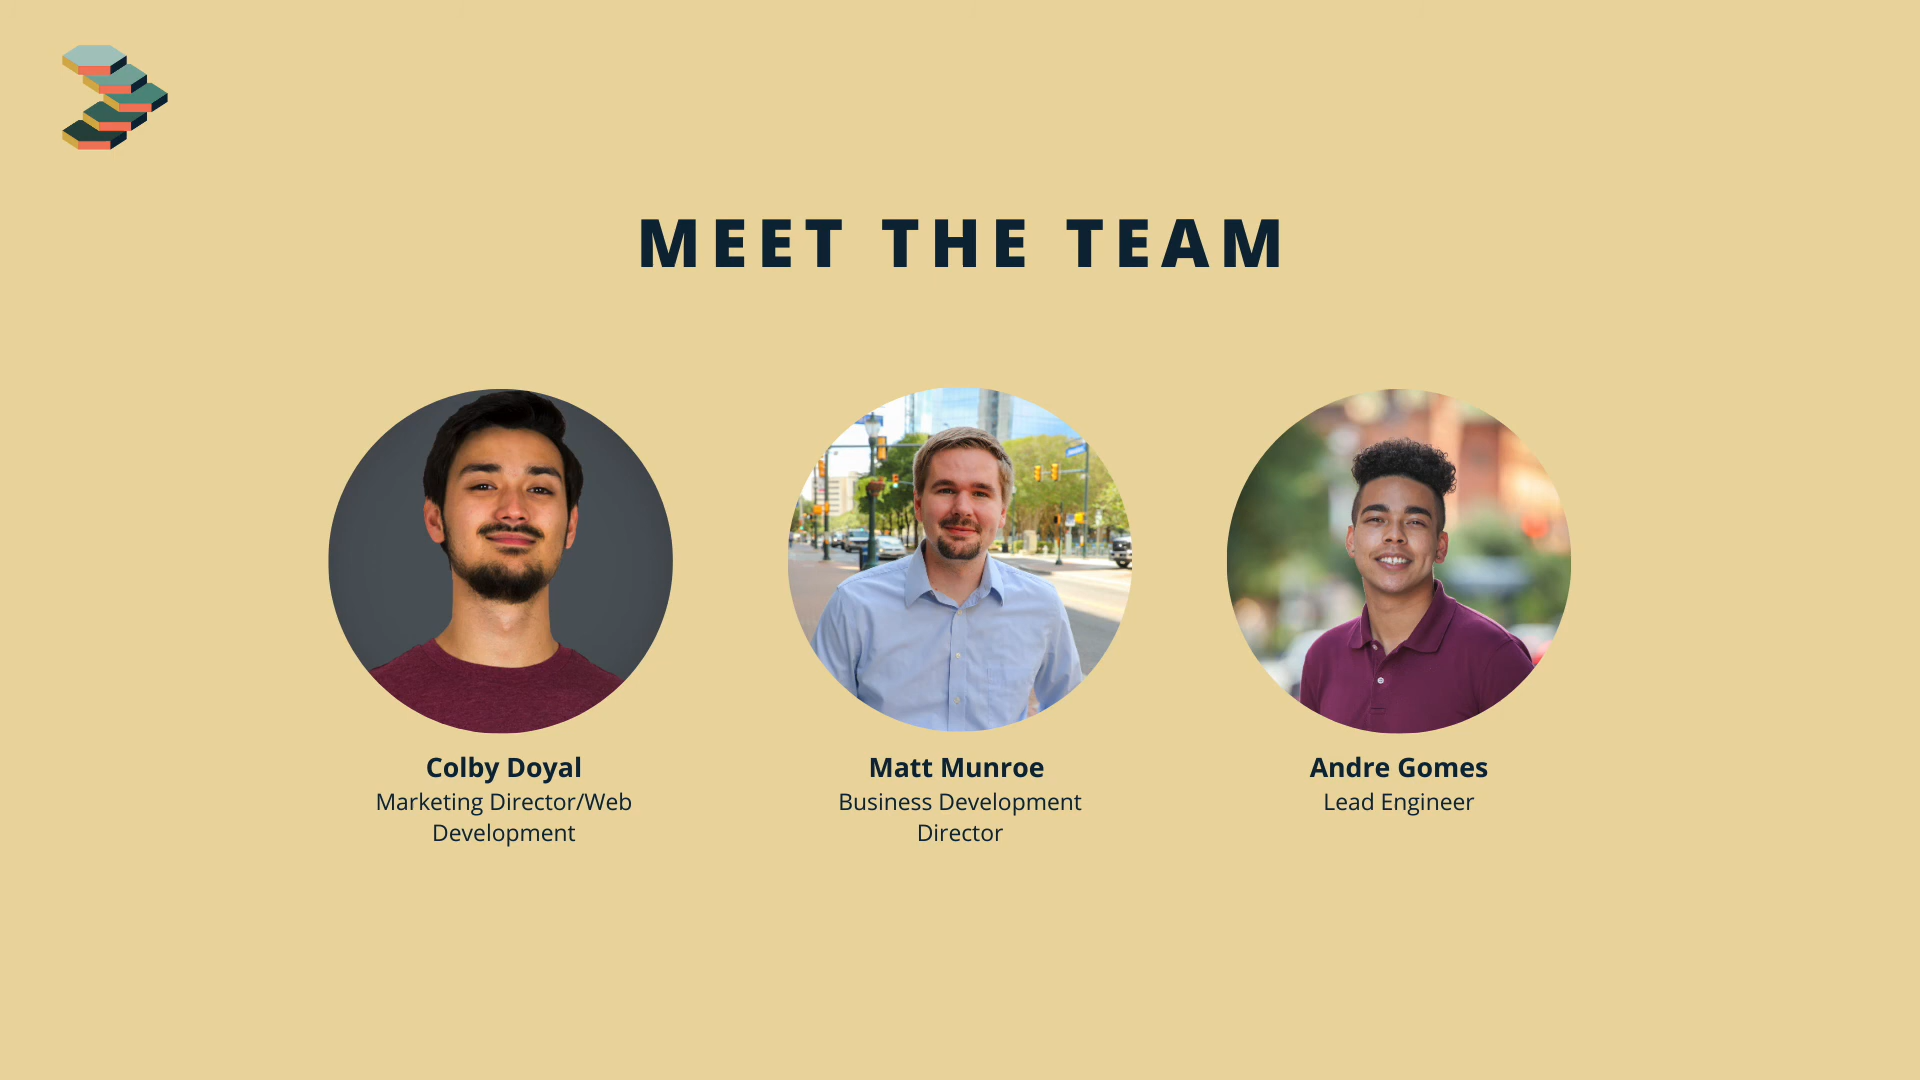 MEET THE TEAM
Colby Doyal
Marketing Director/Web
Development
Matt Munroe
Business Development
Director
Andre Gomes
Lead Engineer